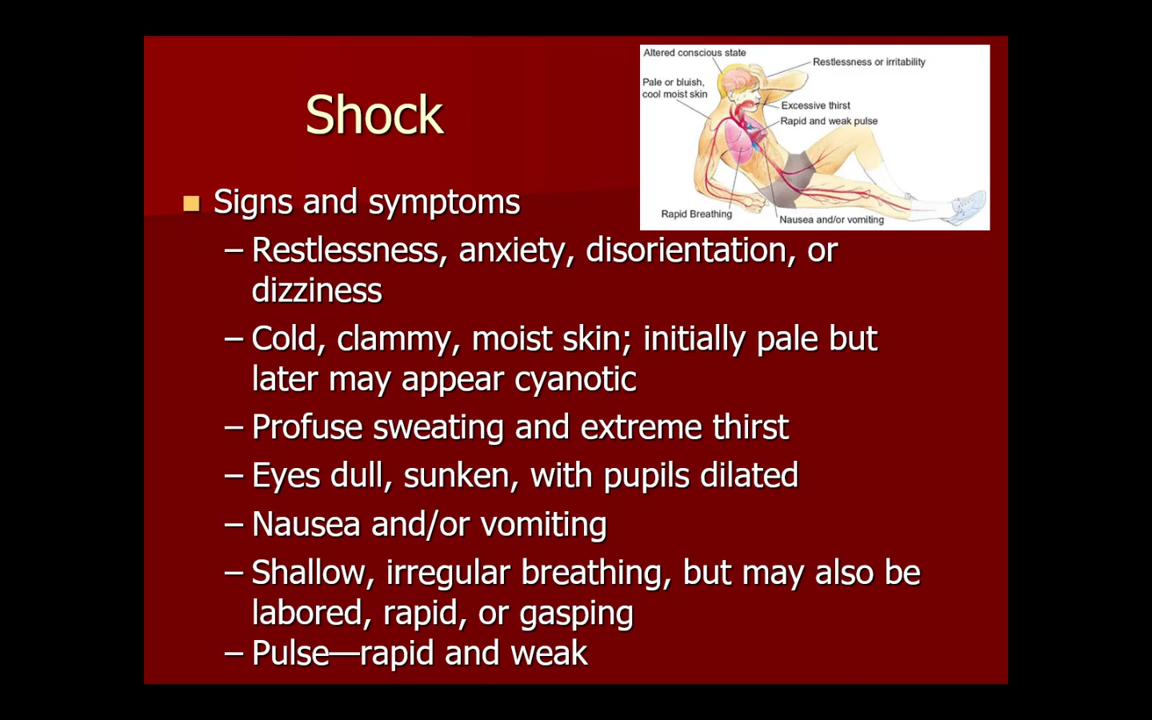 Shock
Altered conscious state
Restlessness or irritability
Pale or bluish,
cool moist skin
Excessive thirst
Rapid and weak pulse
Rapid Breathing
Nausea and/or vomiting
■ Signs and symptoms
– Restlessness, anxiety, disorientation, or
dizziness
– Cold, clammy, moist skin; initially pale but
later may appear cyanotic
– Profuse sweating and extreme thirst
– Eyes dull, sunken, with pupils dilated
– Nausea and/or vomiting
– Shallow, irregular breathing, but may also be
labored, rapid, or gasping
– Pulse—rapid and weak